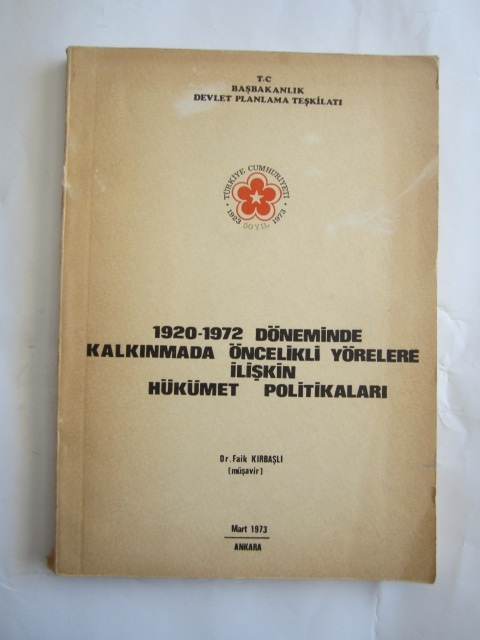 T.C
BAŞBAKANLIK
DEVLET PLANLAMA TEŞKİLATI
TÜRKİYE CUMHURİYETİ
1923 50 YIL 1973
1920-1972 DÖNEMİNDE
KALKINMADA ÖNCELİKLİ YÖRELERE
İLİŞKİN
HÜKÜMET POLİTİKALARI
Dr. Faik KIRBAŞLI
(müşavir)
Mart 1973
ANKARA